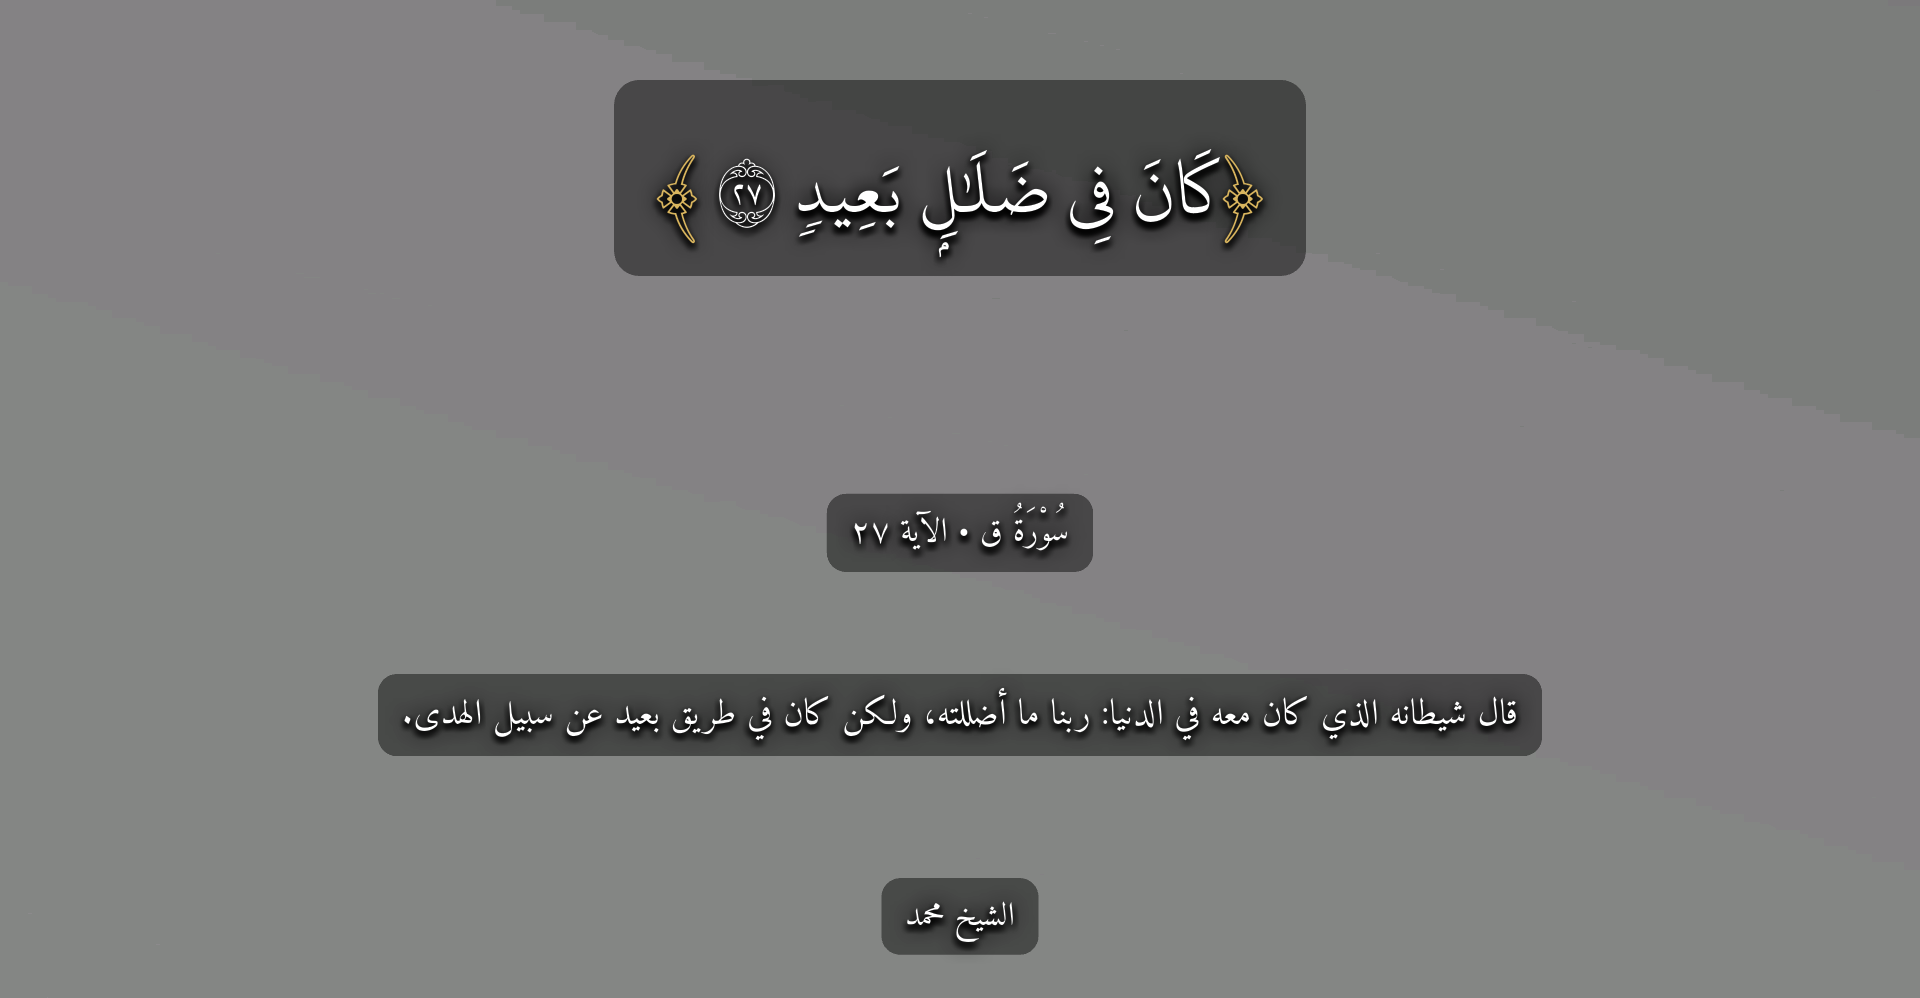 ﴿كَانَ فِى ضَلَـٰلِۭ بَعِيدٍۢ ٢٧﴾
سُوْرَةُ ق • الآية ٢٧
قال شيطانه الذي كان معه في الدنيا: ربنا ما أضللته، ولكن كان في طريق بعيد عن سبيل الهدى.
الشيخ محمد